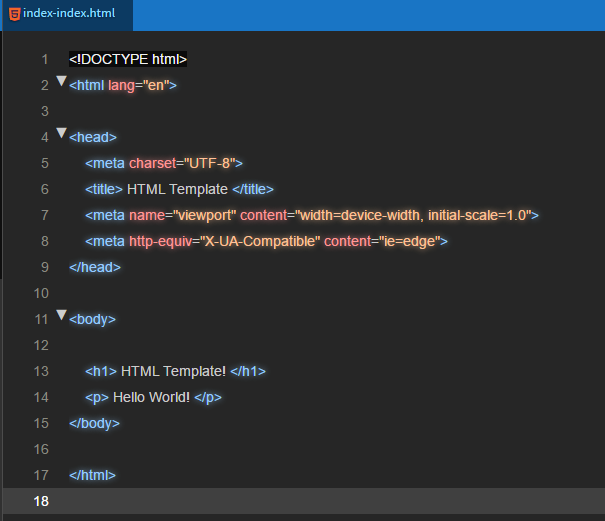 index-index.html
1 <!DOCTYPE html>
2 <html lang="en">
3
4 <head>
5 <meta charset="UTF-8">
6 <title> HTML Template </title>
7 <meta name="viewport" content="width=device-width, initial-scale=1.0">
8 <meta http-equiv="X-UA-Compatible" content="ie=edge">
9 </head>
10
11 <body>
12
13 <h1> HTML Template! </h1>
14 <p> Hello World! </p>
15 </body>
16
17 </html>
18